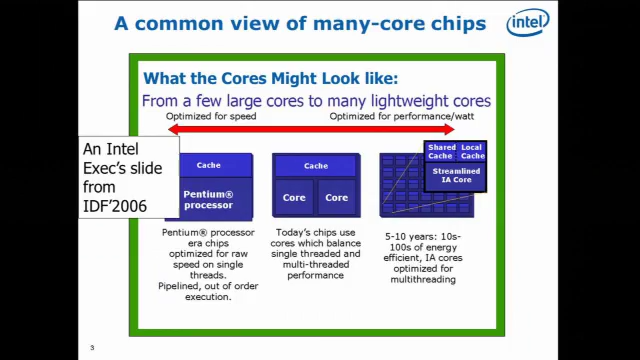 A common view of many-core chips
intel
What the Cores Might Look like:
From a few large cores to many lightweight cores
Optimized for speed
Optimized for performance/watt
An Intel
Exec's slide
from
IDF'2006
Cache
Pentium®
processor
Cache
Core
Core
Shared
Cache
Local
Cache
Streamlined
IA Core
Pentium® processor
era chips
optimized for raw
speed on single
threads.
Pipelined, out of order
execution.
Today's chips use
cores which balance
single threaded and
multi-threaded
performance
5-10 years: 10s-
100s of energy
efficient, IA cores
optimized for
multithreading
3